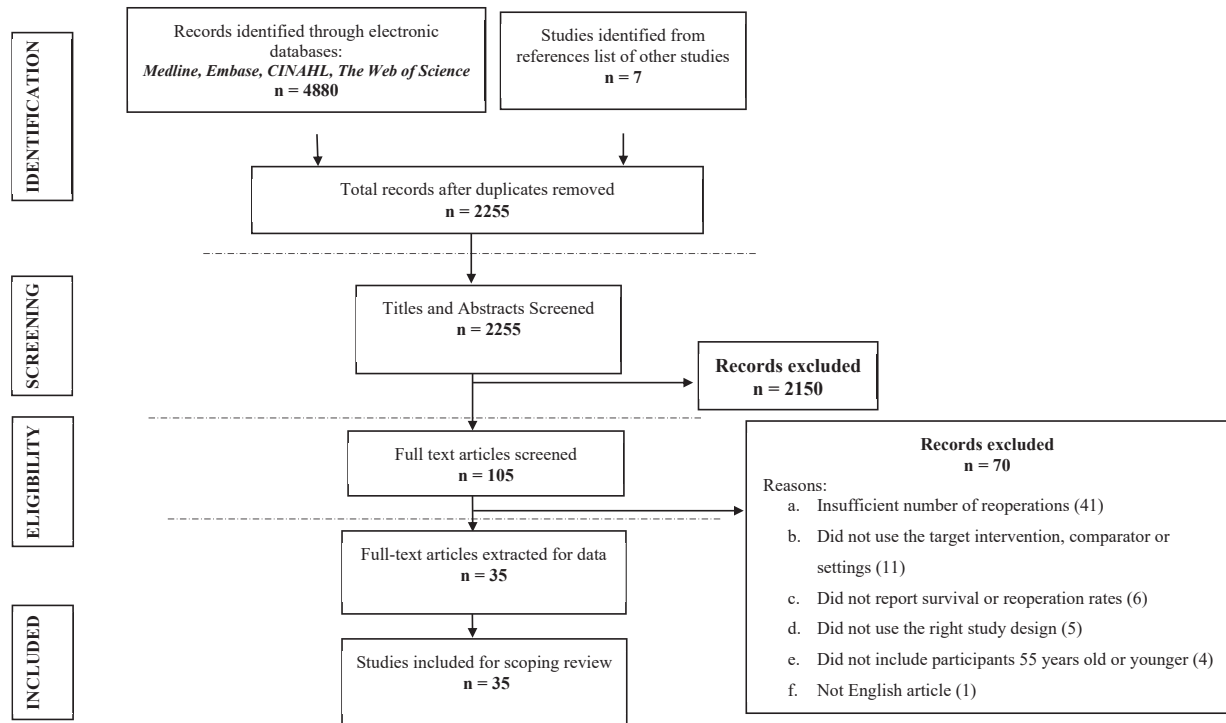 IDENTIFICATION
Records identified through electronic
databases:
Medline, Embase, CINAHL, The Web of Science
n = 4880
Studies identified from
references list of other studies
n = 7
Total records after duplicates removed
n = 2255
SCREENING
Titles and Abstracts Screened
n = 2255
Records excluded
n = 2150
ELIGIBILITY
Full text articles screened
n = 105
Records excluded
n = 70
Reasons:
a. Insufficient number of reoperations (41)
b. Did not use the target intervention, comparator or
settings (11)
c. Did not report survival or reoperation rates (6)
d. Did not use the right study design (5)
e. Did not include participants 55 years old or younger (4)
f. Not English article (1)
Full-text articles extracted for data
n = 35
INCLUDED
Studies included for scoping review
n = 35